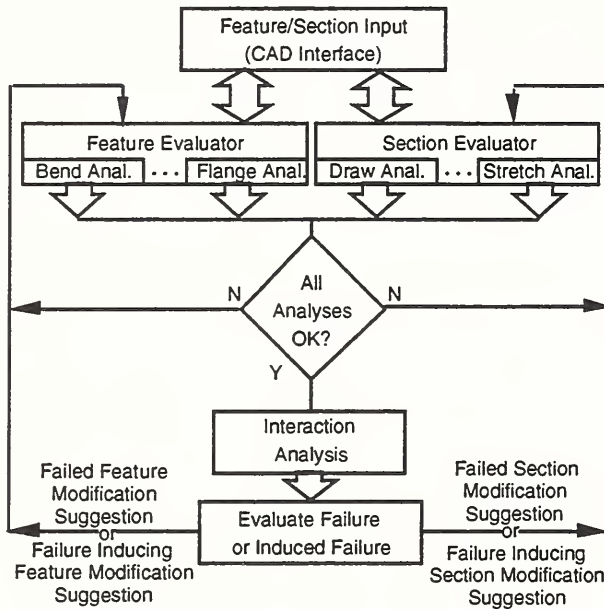 Feature/Section Input
(CAD Interface)
Feature Evaluator
Bend Anal. ... Flange Anal.
Section Evaluator
Draw Anal. ... Stretch Anal.
N
All
Analyses
OK?
N
Y
Interaction
Analysis
Failed Feature
Modification
Suggestion
or
Failure Inducing
Feature Modification
Suggestion
Evaluate Failure
or Induced Failure
Failed Section
Modification
Suggestion
or
Failure Inducing
Section Modification
Suggestion